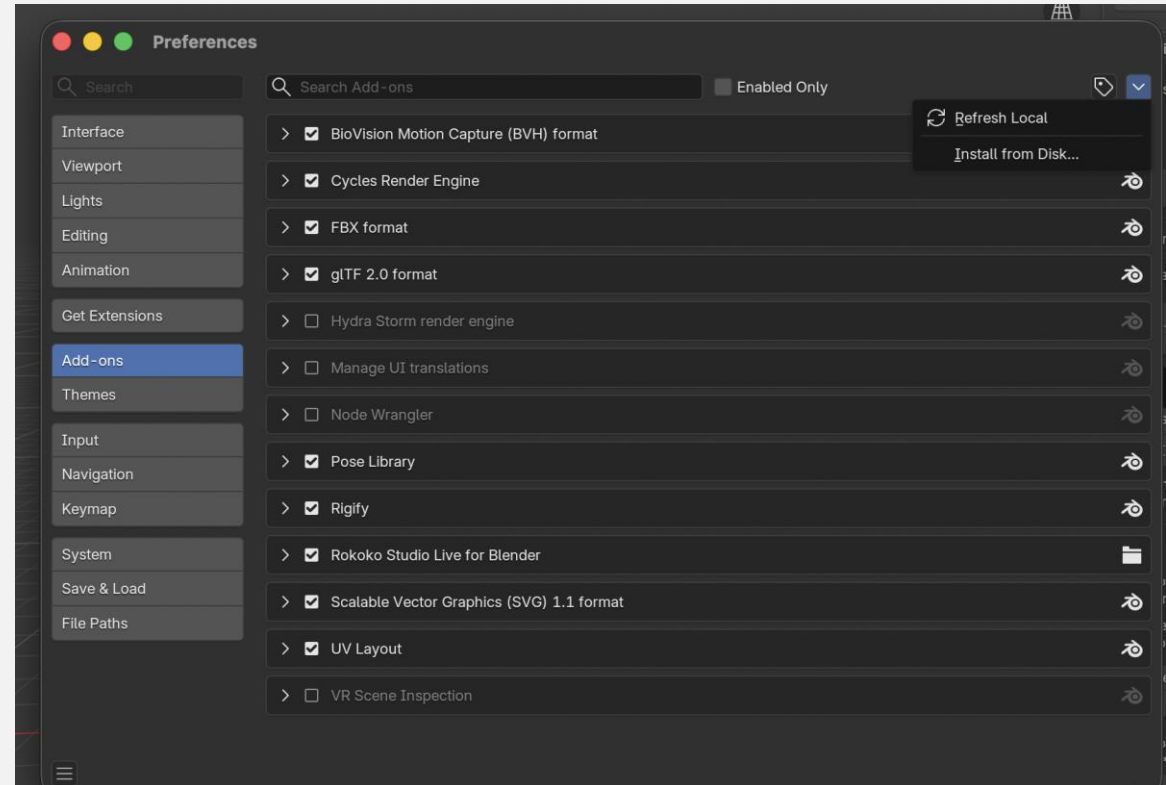 Preferences
Search
Search Add-ons
Enabled Only
Refresh Local
Install from Disk...
Interface
Viewport
Lights
Editing
Animation
Get Extensions
Add-ons
Themes
Input
Navigation
Keymap
System
Save & Load
File Paths
BioVision Motion Capture (BVH) format
Cycles Render Engine
FBX format
glTF 2.0 format
Hydra Storm render engine
Manage UI translations
Node Wrangler
Pose Library
Rigify
Rokoko Studio Live for Blender
Scalable Vector Graphics (SVG) 1.1 format
UV Layout
VR Scene Inspection